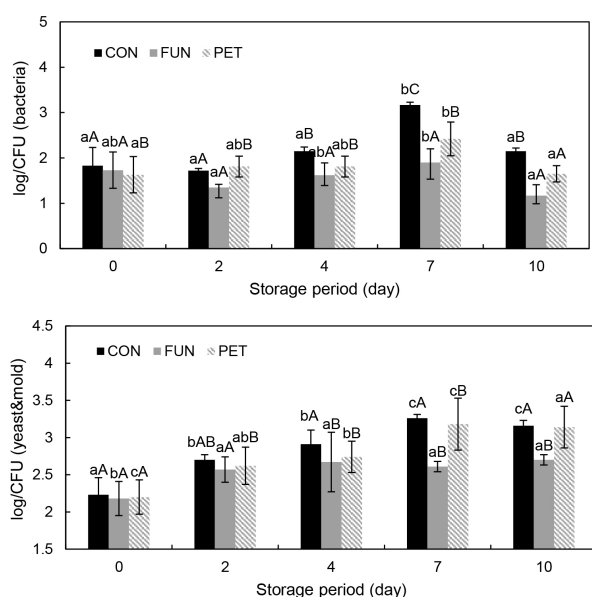 log/CFU (bacteria)
5
4
3
2
1
0
CON FUN PET
aA abA aB
aA aA abB
aB abA abB
bC bA bB
aB aA aA
0 2 4 7 10
Storage period (day)
log/CFU (yeast&mold)
4.5
4
3.5
3
2.5
2
1.5
CON FUN PET
aA bA cA
bAB aA abB
bA aB bB
cA aB cB
cA aB aA
0 2 4 7 10
Storage period (day)